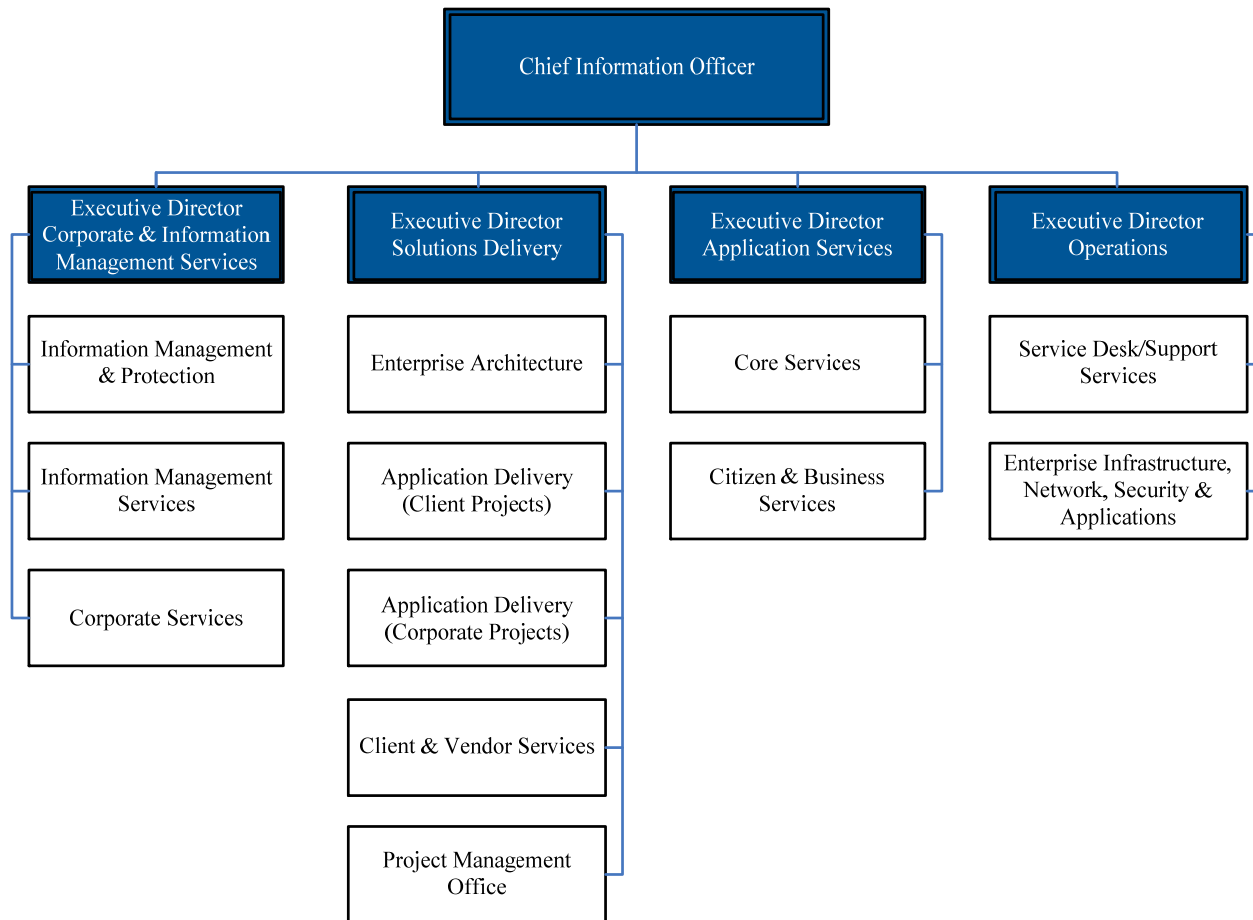 Chief Information Officer
Executive Director
Corporate & Information
Management Services
Information Management
& Protection
Information Management
Services
Corporate Services
Executive Director
Solutions Delivery
Enterprise Architecture
Application Delivery
(Client Projects)
Application Delivery
(Corporate Projects)
Client & Vendor Services
Project Management
Office
Executive Director
Application Services
Core Services
Citizen & Business
Services
Executive Director
Operations
Service Desk/Support
Services
Enterprise Infrastructure,
Network, Security &
Applications